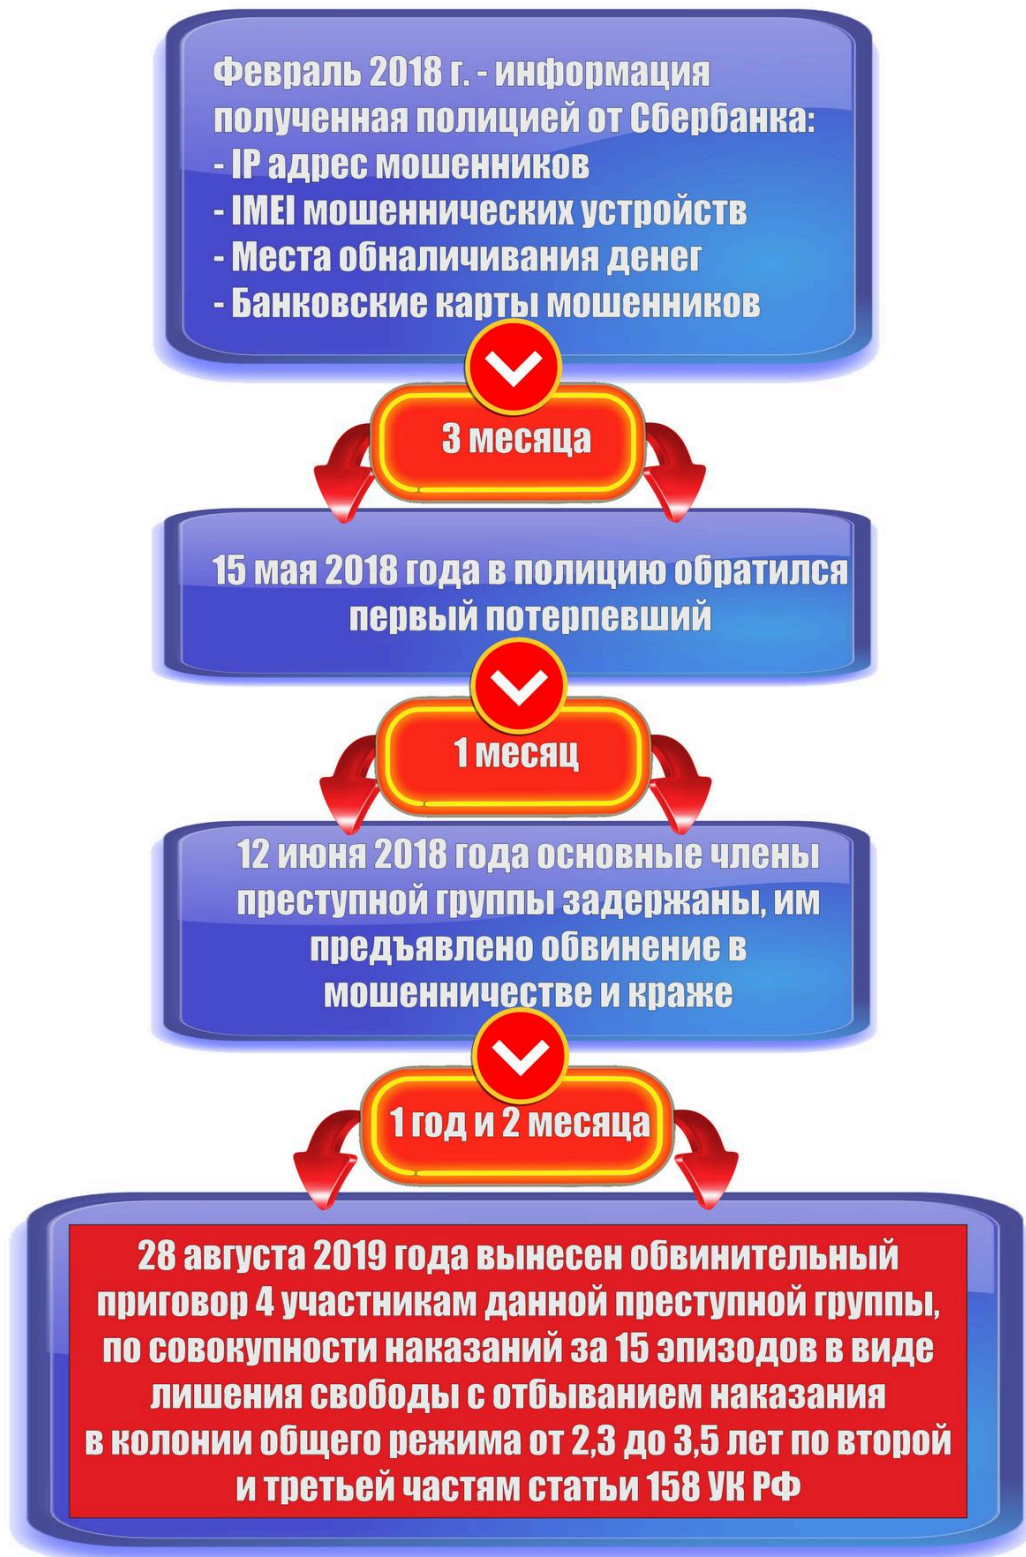 Февраль 2018 г. - информация
полученная полицией от Сбербанка:
- IP адрес мошенников
- IMEI мошеннических устройств
- Места обналичивания денег
- Банковские карты мошенников
3 месяца
15 мая 2018 года в полицию обратился
первый потерпевший
1 месяц
12 июня 2018 года основные члены
преступной группы задержаны, им
предъявлено обвинение в
мошенничестве и краже
1 год и 2 месяца
28 августа 2019 года вынесен обвинительный
приговор 4 участникам данной преступной группы,
по совокупности наказаний за 15 эпизодов в виде
лишения свободы с отбыванием наказания
в колонии общего режима от 2,3 до 3,5 лет по второй
и третьей частям статьи 158 УК РФ